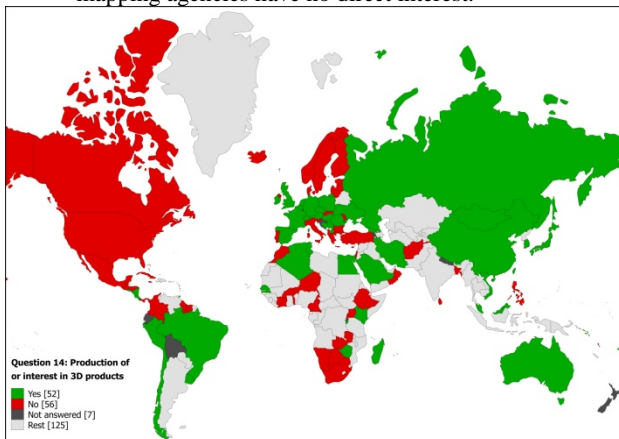 mapping agencies have no direct interest.
Question 14: Production of
or interest in 3D products
Yes [52]
No [56]
Not answered [7]
Rest [125]